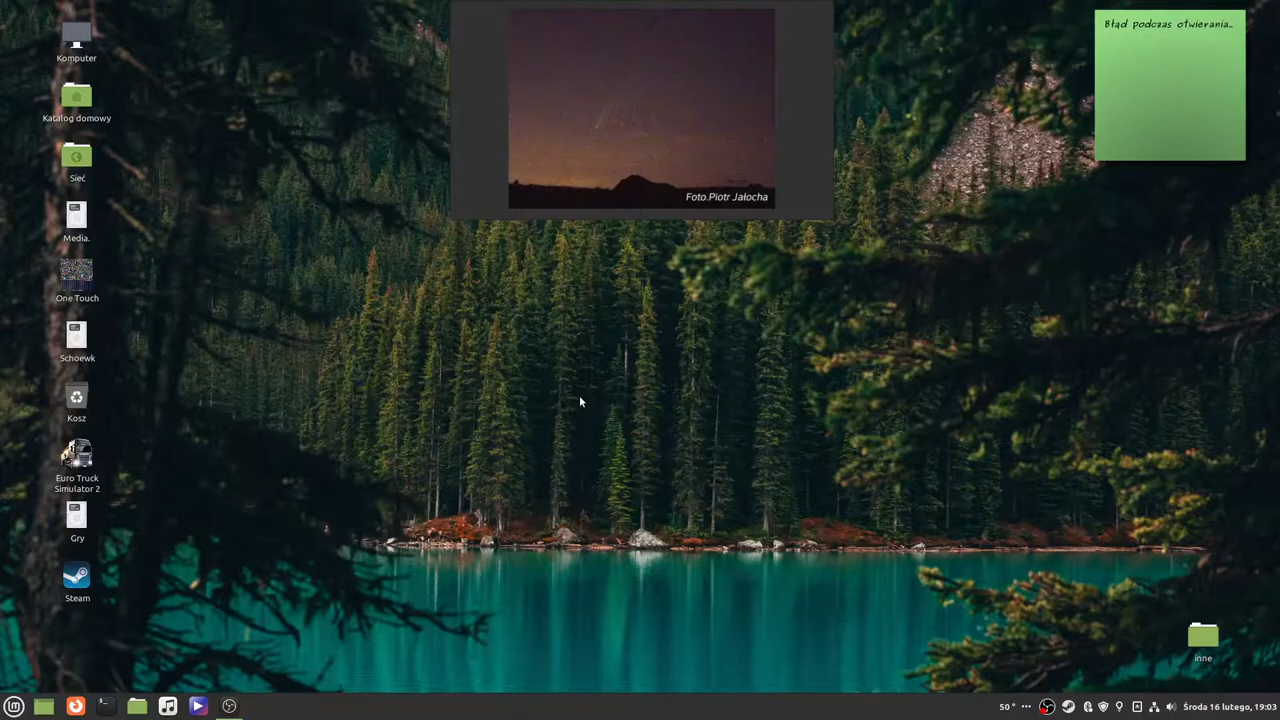 Błąd podczas otwierania..
Foto.Piotr Jałocha
Komputer
Katalog domowy
Sieć
Media.
One Touch
Schoewk
Kosz
Euro Truck
Simulator 2
Gry
Steam
inne
50 ° Środa 16 lutego, 19:03